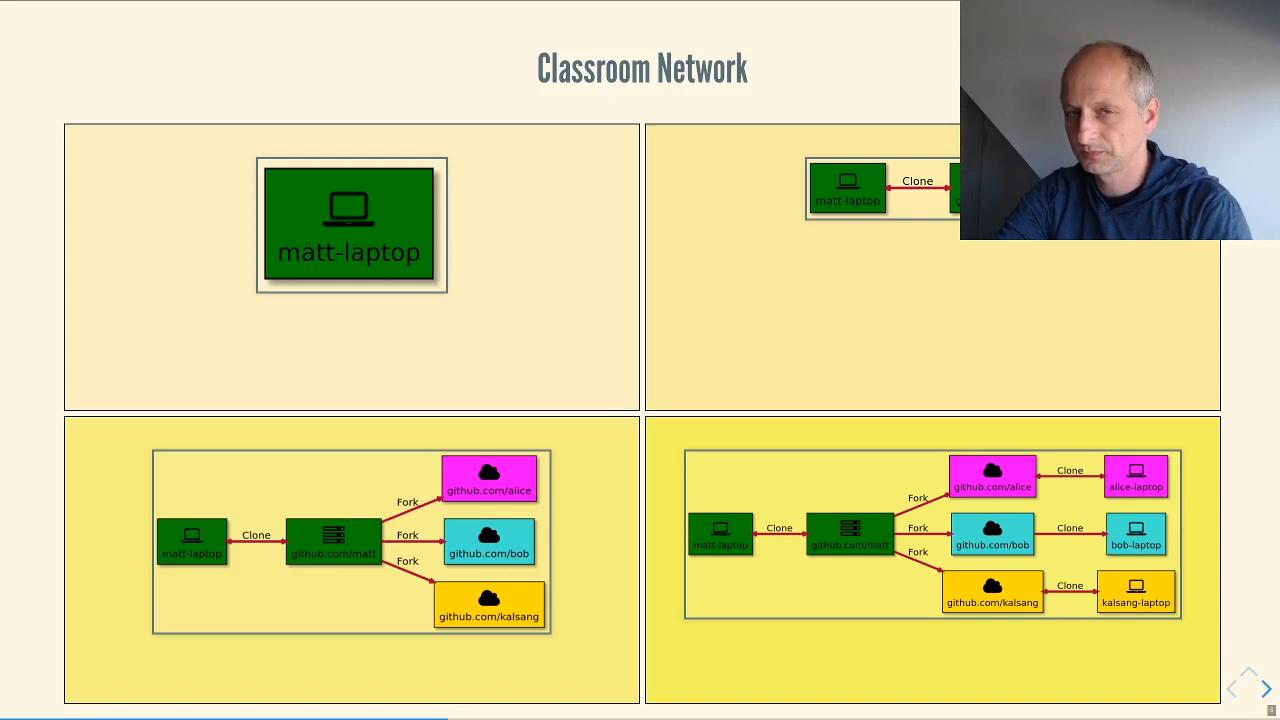 Classroom Network
matt-laptop
matt-laptop
Clone
matt-laptop
Clone
github.com/matt
Fork
Fork
Fork
github.com/alice
github.com/bob
github.com/kalsang
matt-laptop
Clone
github.com/matt
Fork
Fork
Fork
github.com/alice
github.com/bob
github.com/kalsang
Clone
Clone
Clone
alice-laptop
bob-laptop
kalsang-laptop
5